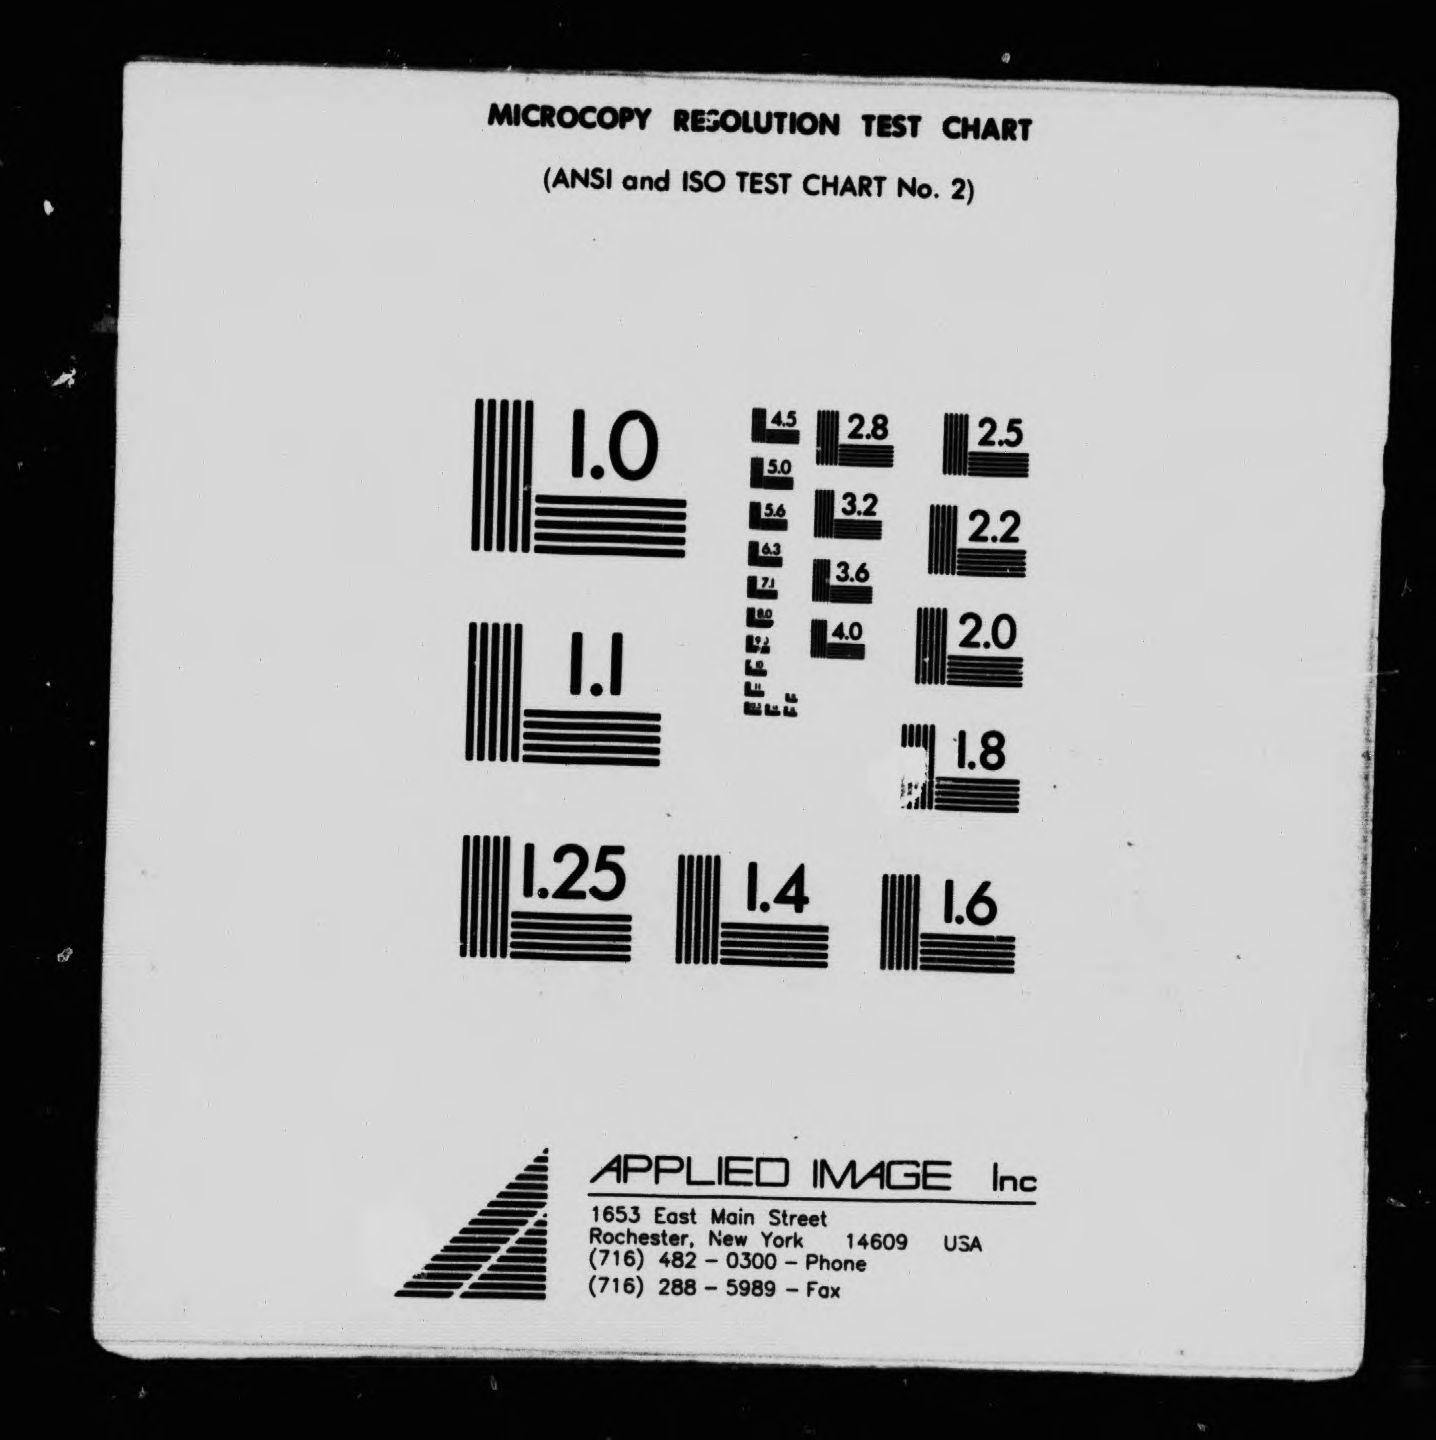 MICROCOPY RESOLUTION TEST CHART
(ANSI and ISO TEST CHART No. 2)
1.0
4.5 2.8 2.5
5.0
5.6 3.2 2.2
6.3
7.1 3.6
8.0
1.1 4.0 2.0
10
11
1.8
1.25 1.4 1.6
APPLIED IMAGE Inc
1653 East Main Street
Rochester, New York 14609 USA
(716) 482 – 0300 – Phone
(716) 288 – 5989 – Fax